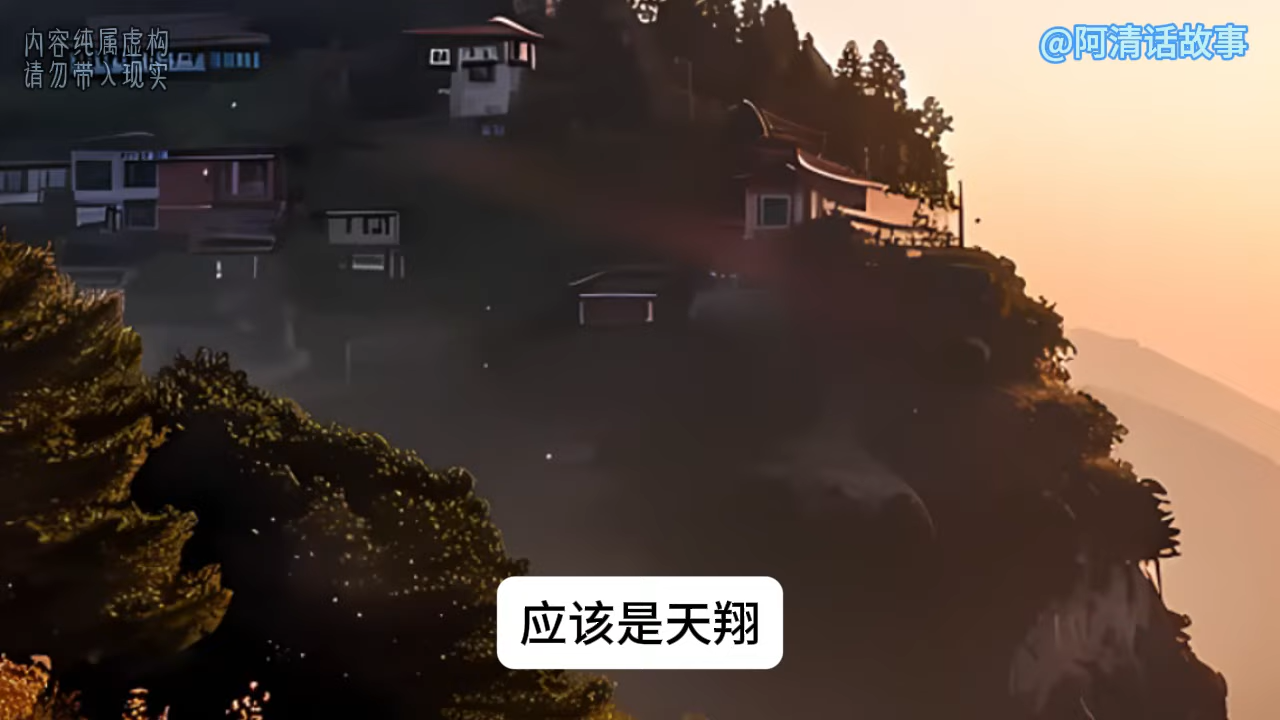 内容纯属虚构
请勿带入现实
@阿清话故事
应该是天翔